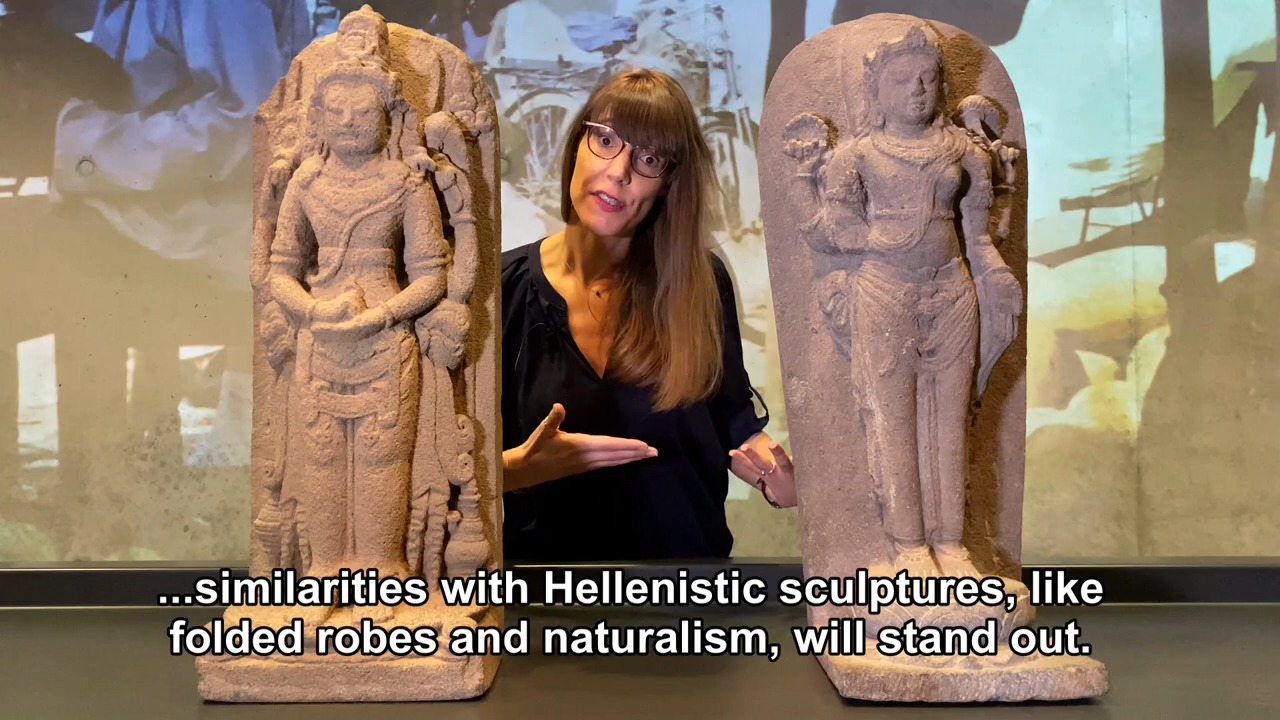 ...similarities with Hellenistic sculptures, like
folded robes and naturalism, will stand out.